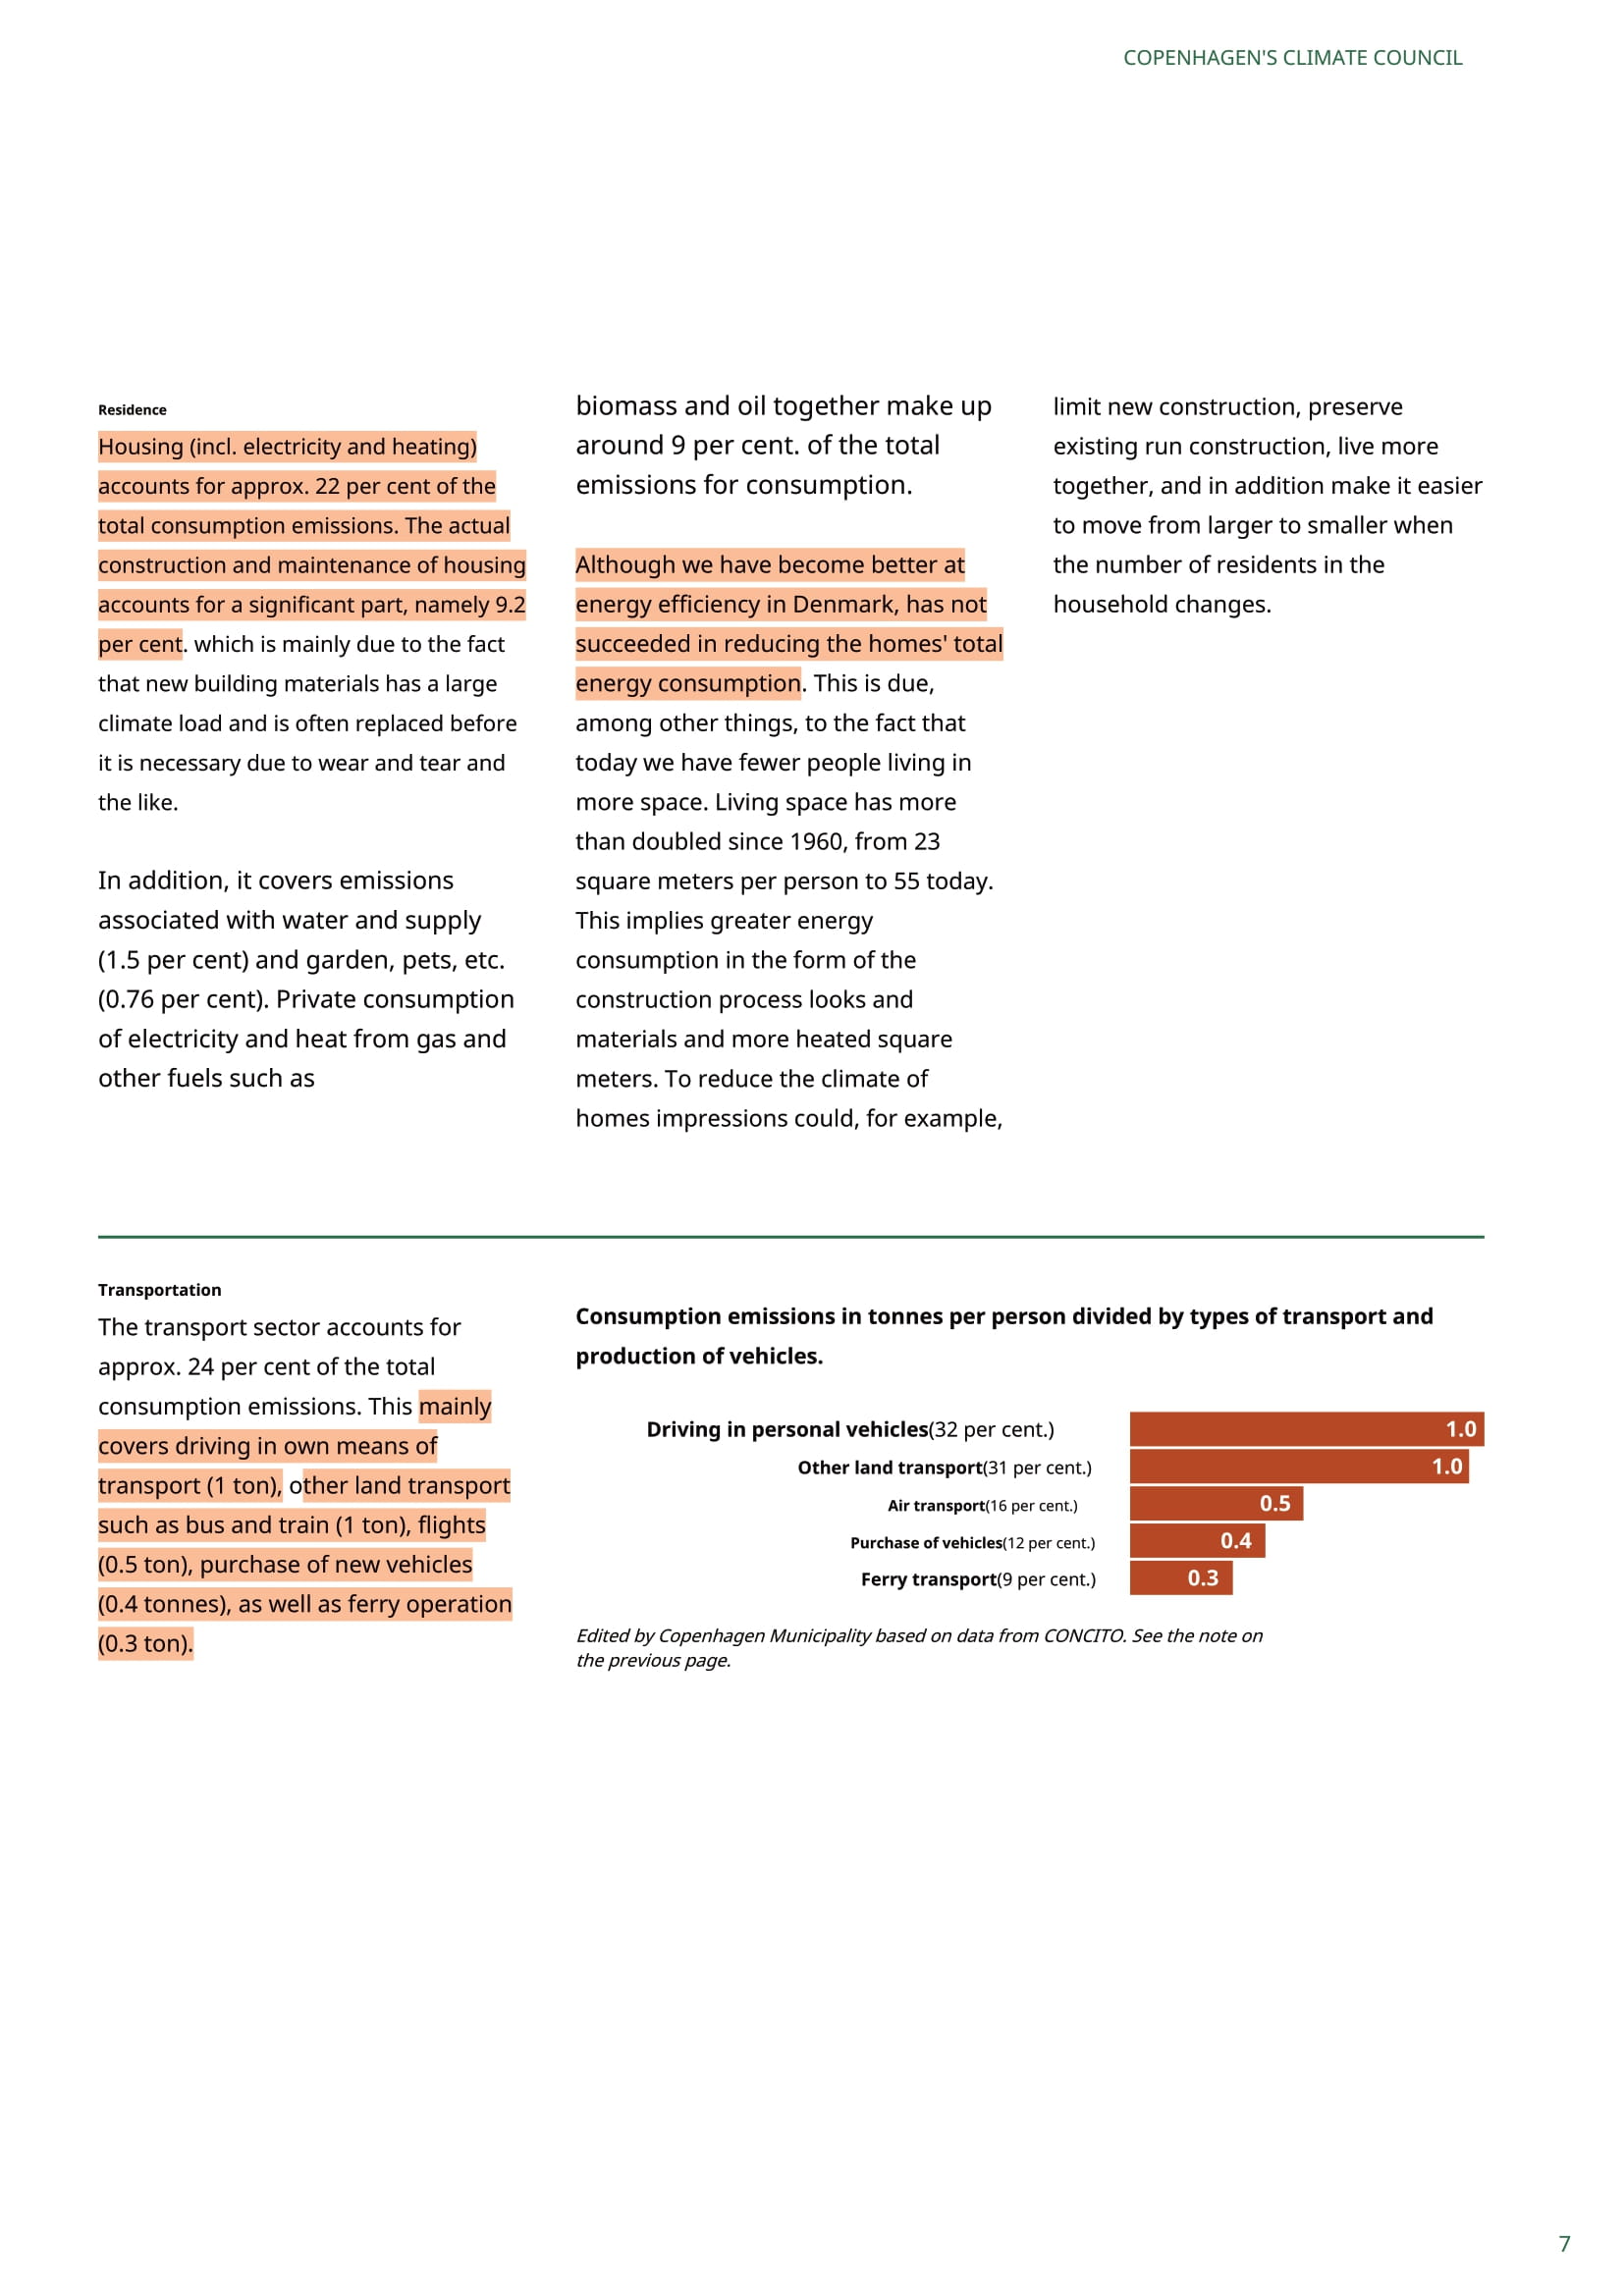 COPENHAGEN'S CLIMATE COUNCIL
Residence
Housing (incl. electricity and heating)
accounts for approx. 22 per cent of the
total consumption emissions. The actual
construction and maintenance of housing
accounts for a significant part, namely 9.2
per cent. which is mainly due to the fact
that new building materials has a large
climate load and is often replaced before
it is necessary due to wear and tear and
the like.
In addition, it covers emissions
associated with water and supply
(1.5 per cent) and garden, pets, etc.
(0.76 per cent). Private consumption
of electricity and heat from gas and
other fuels such as
biomass and oil together make up
around 9 per cent. of the total
emissions for consumption.
Although we have become better at
energy efficiency in Denmark, has not
succeeded in reducing the homes' total
energy consumption. This is due,
among other things, to the fact that
today we have fewer people living in
more space. Living space has more
than doubled since 1960, from 23
square meters per person to 55 today.
This implies greater energy
consumption in the form of the
construction process looks and
materials and more heated square
meters. To reduce the climate of
homes impressions could, for example,
limit new construction, preserve
existing run construction, live more
together, and in addition make it easier
to move from larger to smaller when
the number of residents in the
household changes.
Transportation
The transport sector accounts for
approx. 24 per cent of the total
consumption emissions. This mainly
covers driving in own means of
transport (1 ton), other land transport
such as bus and train (1 ton), flights
(0.5 ton), purchase of new vehicles
(0.4 tonnes), as well as ferry operation
(0.3 ton).
Consumption emissions in tonnes per person divided by types of transport and
production of vehicles.
Driving in personal vehicles(32 per cent.) 1.0
Other land transport(31 per cent.) 1.0
Air transport(16 per cent.) 0.5
Purchase of vehicles(12 per cent.) 0.4
Ferry transport(9 per cent.) 0.3
Edited by Copenhagen Municipality based on data from CONCITO. See the note on
the previous page.
7